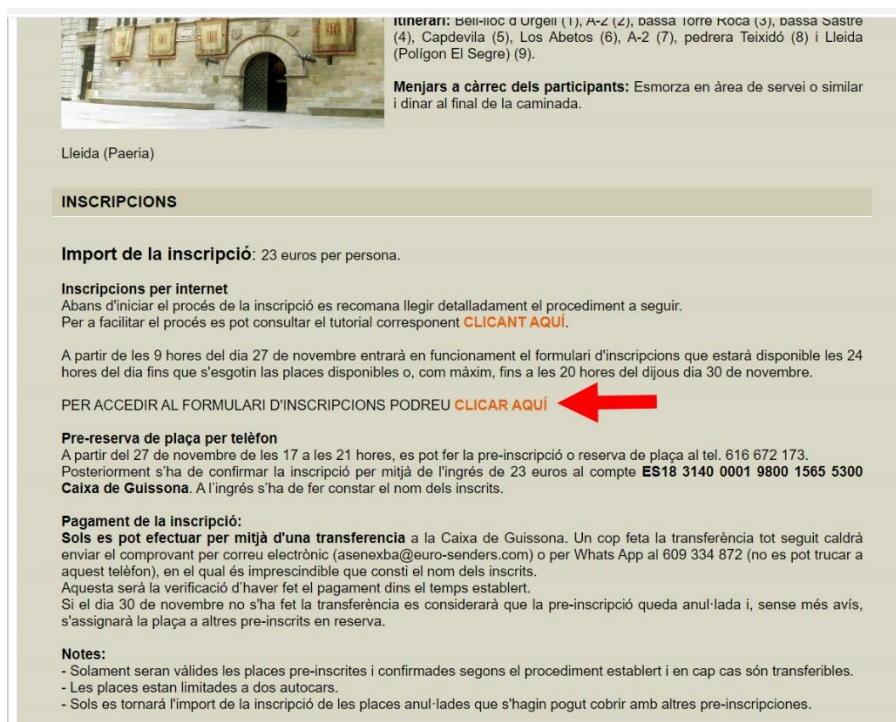 Itinerari: Bell-lloc d'Urgell (1), A-2 (2), bassa Torre Roca (3), bassa Sastre
(4), Capdevila (5), Los Abetos (6), A-2 (7), pedrera Teixidó (8) i Lleida
(Polígon El Segre) (9).
Menjars a càrrec dels participants: Esmorza en àrea de servei o similar
i dinar al final de la caminada.
Lleida (Paeria)
INSCRIPCIONS
Import de la inscripció: 23 euros per persona.
Inscripcions per internet
Abans d'iniciar el procés de la inscripció es recomana llegir detalladament el procediment a seguir.
Per a facilitar el procés es pot consultar el tutorial corresponent CLICANT AQUÍ.
A partir de les 9 hores del dia 27 de novembre entrarà en funcionament el formulari d'inscripcions que estarà disponible les 24
hores del dia fins que s'esgotin las places disponibles o, com màxim, fins a les 20 hores del dijous dia 30 de novembre.
PER ACCEDIR AL FORMULARI D'INSCRIPCIONS PODREU CLICAR AQUÍ
Pre-reserva de plaça per telèfon
A partir del 27 de novembre de les 17 a les 21 hores, es pot fer la pre-inscripció o reserva de plaça al tel. 616 672 173.
Posteriorment s'ha de confirmar la inscripció per mitjà de l'ingrés de 23 euros al compte ES18 3140 0001 9800 1565 5300
Caixa de Guissona. A l'ingrés s'ha de fer constar el nom dels inscrits.
Pagament de la inscripció:
Sols es pot efectuar per mitjà d'una transferencia a la Caixa de Guissona. Un cop feta la transferència tot seguit caldrà
enviar el comprovant per correu electrònic (asenexba@euro-senders.com) o per Whats App al 609 334 872 (no es pot trucar a
aquest telèfon), en el qual és imprescindible que consti el nom dels inscrits.
Aquesta serà la verificació d'haver fet el pagament dins el temps establert.
Si el dia 30 de novembre no s'ha fet la transferència es considerarà que la pre-inscripció queda anul·lada i, sense més avís,
s'assignarà la plaça a altres pre-inscrits en reserva.
Notes:
- Solament seran vàlides les places pre-inscrites i confirmades segons el procediment establert i en cap cas són transferibles.
- Les places estan limitades a dos autocars.
- Sols es tornarà l'import de la inscripció de les places anul·lades que s'hagin pogut cobrir amb altres pre-inscripciones.